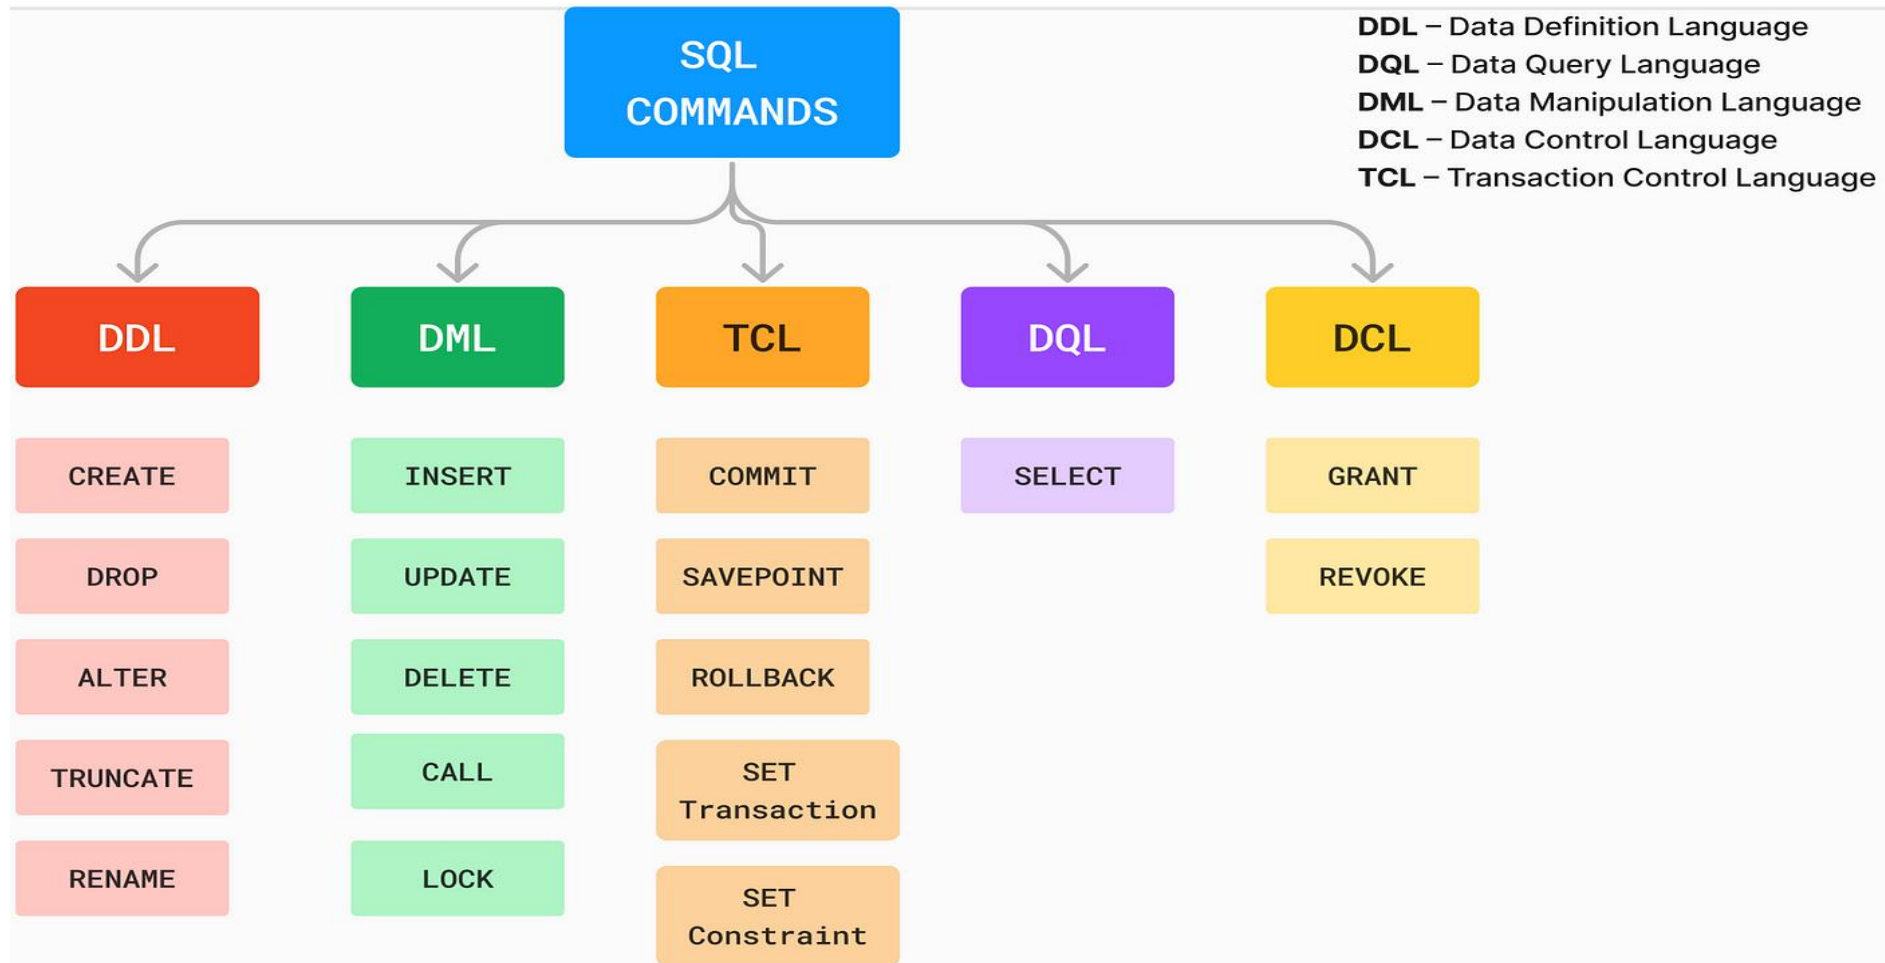 SQL
COMMANDS
DDL – Data Definition Language
DQL – Data Query Language
DML – Data Manipulation Language
DCL – Data Control Language
TCL – Transaction Control Language
DDL
DML
TCL
DQL
DCL
CREATE
INSERT
COMMIT
SELECT
GRANT
DROP
UPDATE
SAVEPOINT
REVOKE
ALTER
DELETE
ROLLBACK
TRUNCATE
CALL
SET
Transaction
RENAME
LOCK
SET
Constraint